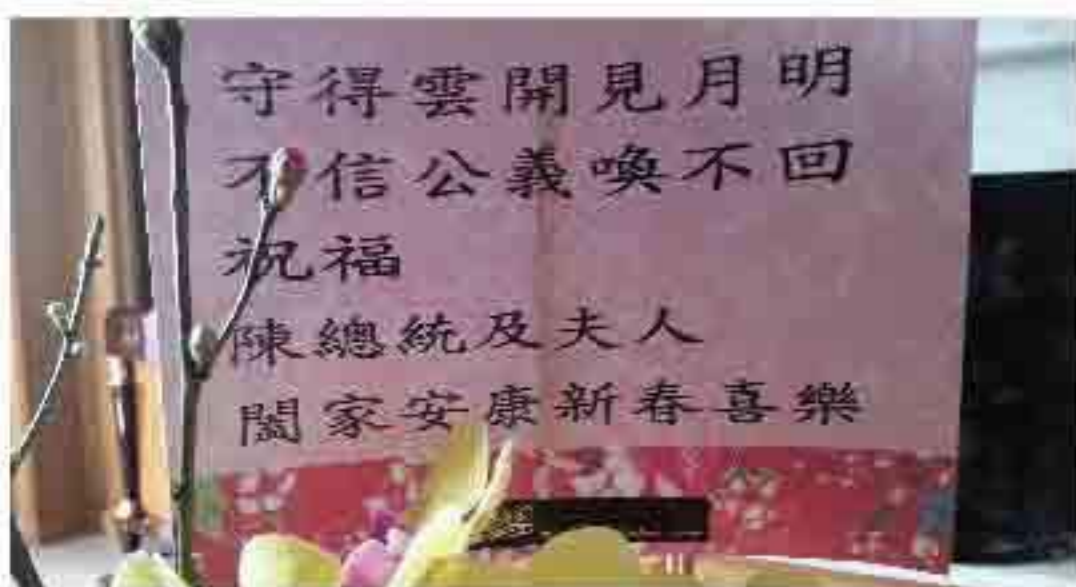 守得雲開見月明
不信公義喚不回
祝福
陳總統及夫人
闔家安康新春喜樂